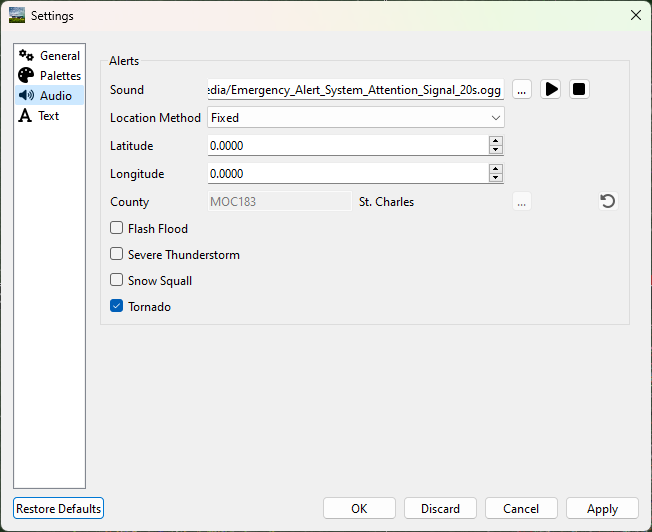 Settings
General
Palettes
Audio
Text
Alerts
Sound edia/Emergency_Alert_System_Attention_Signal_20s.ogg ...
Location Method Fixed
Latitude 0.0000
Longitude 0.0000
County MOC183 St. Charles ...
Flash Flood
Severe Thunderstorm
Snow Squall
Tornado
Restore Defaults OK Discard Cancel Apply